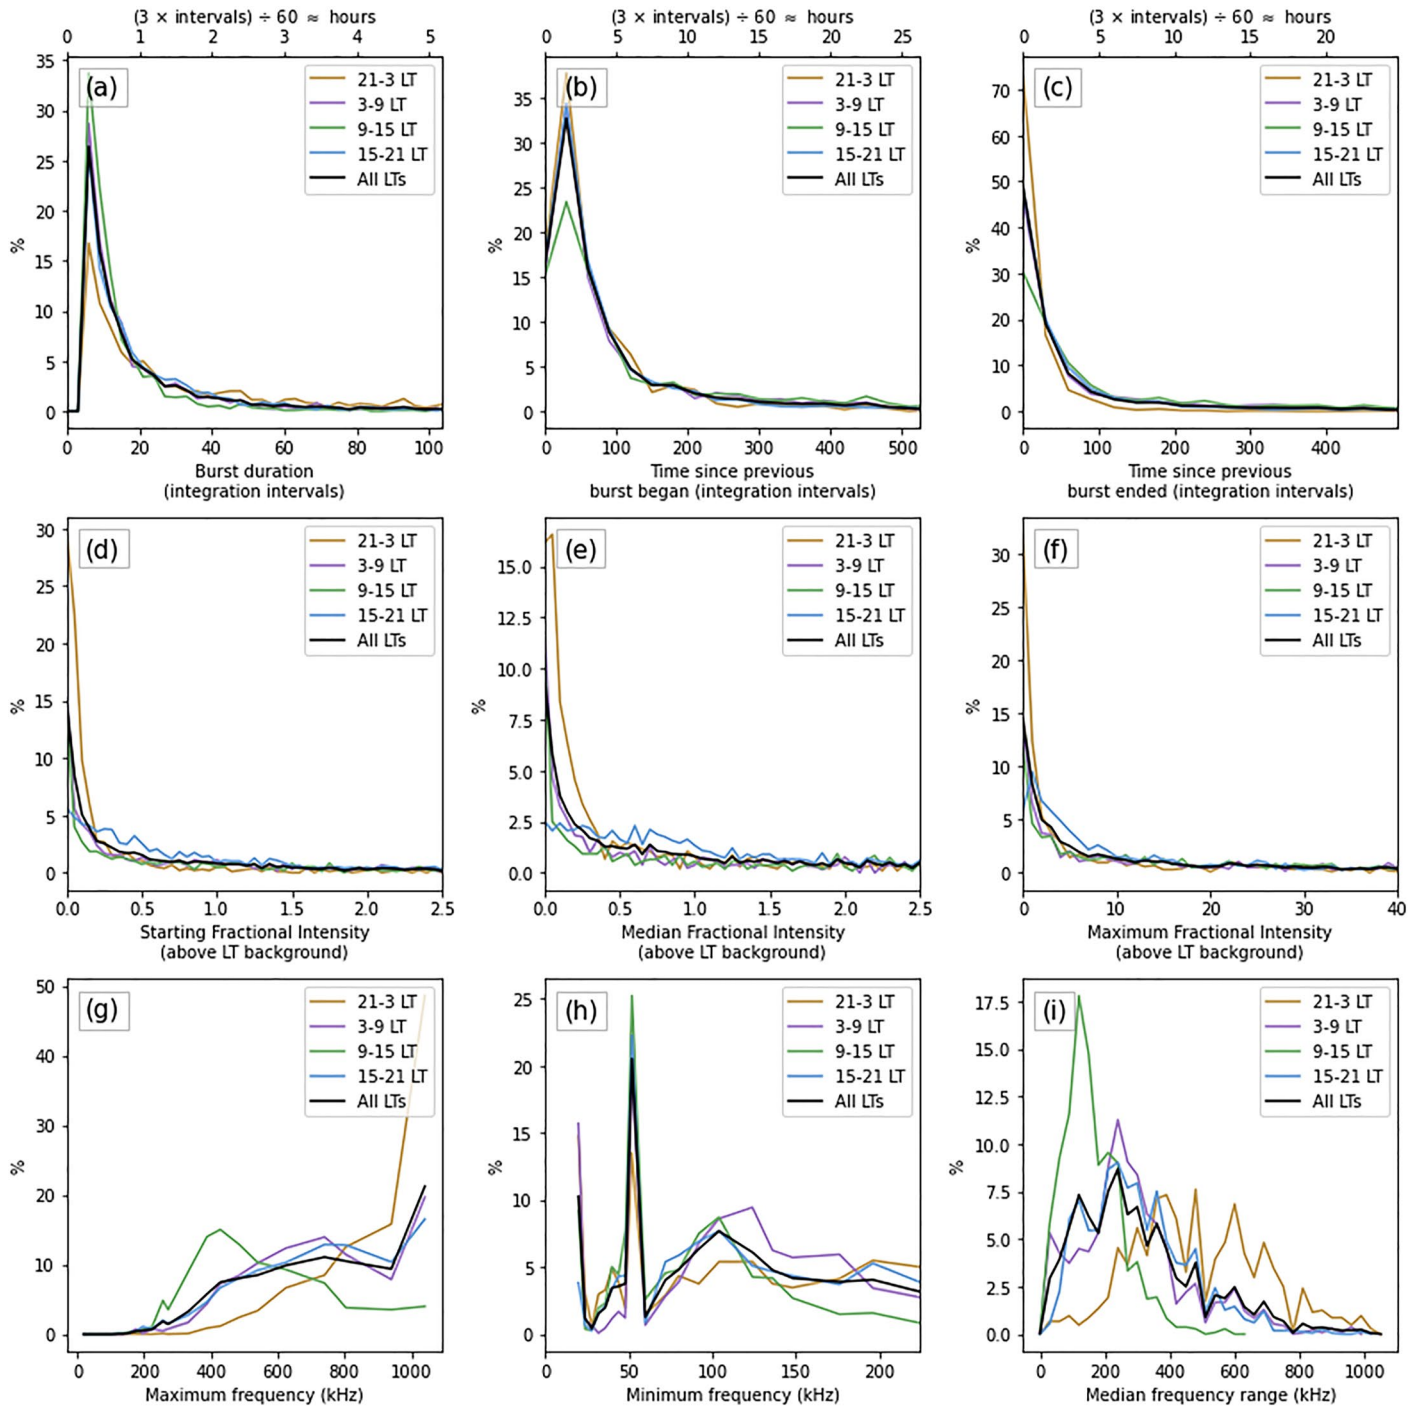 (3 × intervals) ÷ 60 ≈ hours
0 1 2 3 4 5
(a)
21-3 LT
3-9 LT
9-15 LT
15-21 LT
All LTs
35
30
25
20
15
10
5
0
%
0 20 40 60 80 100
Burst duration
(integration intervals)
(3 × intervals) ÷ 60 ≈ hours
0 5 10 15 20 25
(b)
21-3 LT
3-9 LT
9-15 LT
15-21 LT
All LTs
35
30
25
20
15
10
5
0
%
0 100 200 300 400 500
Time since previous
burst began (integration intervals)
(3 × intervals) ÷ 60 ≈ hours
0 5 10 15 20
(c)
21-3 LT
3-9 LT
9-15 LT
15-21 LT
All LTs
70
60
50
40
30
20
10
0
%
0 100 200 300 400
Time since previous
burst ended (integration intervals)
(d)
21-3 LT
3-9 LT
9-15 LT
15-21 LT
All LTs
30
25
20
15
10
5
0
%
0.0 0.5 1.0 1.5 2.0 2.5
Starting Fractional Intensity
(above LT background)
(e)
21-3 LT
3-9 LT
9-15 LT
15-21 LT
All LTs
15.0
12.5
10.0
7.5
5.0
2.5
0.0
%
0.0 0.5 1.0 1.5 2.0 2.5
Median Fractional Intensity
(above LT background)
(f)
21-3 LT
3-9 LT
9-15 LT
15-21 LT
All LTs
30
25
20
15
10
5
0
%
0 10 20 30 40
Maximum Fractional Intensity
(above LT background)
(g)
21-3 LT
3-9 LT
9-15 LT
15-21 LT
All LTs
50
40
30
20
10
0
%
0 200 400 600 800 1000
Maximum frequency (kHz)
(h)
21-3 LT
3-9 LT
9-15 LT
15-21 LT
All LTs
25
20
15
10
5
0
%
0 50 100 150 200
Minimum frequency (kHz)
(i)
21-3 LT
3-9 LT
9-15 LT
15-21 LT
All LTs
17.5
15.0
12.5
10.0
7.5
5.0
2.5
0.0
%
0 200 400 600 800 1000
Median frequency range (kHz)